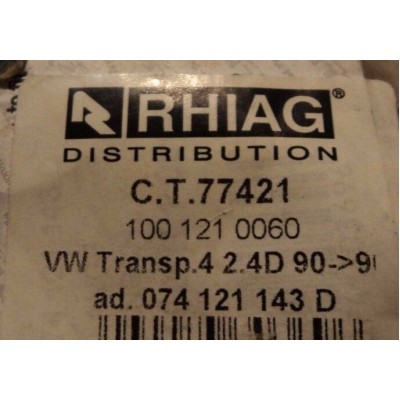 RHIAG®
DISTRIBUTION
C.T.77421
100 121 0060
VW Transp.4 2.4D 90->9
ad. 074 121 143 D